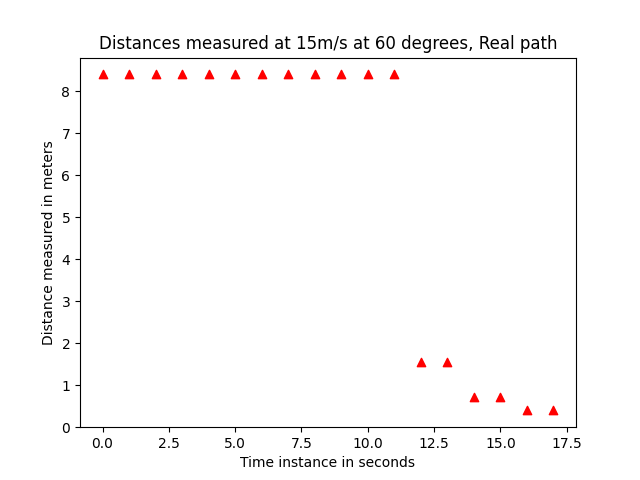 Distances measured at 15m/s at 60 degrees, Real path
Distance measured in meters
8
7
6
5
4
3
2
1
0
0.0 2.5 5.0 7.5 10.0 12.5 15.0 17.5
Time instance in seconds